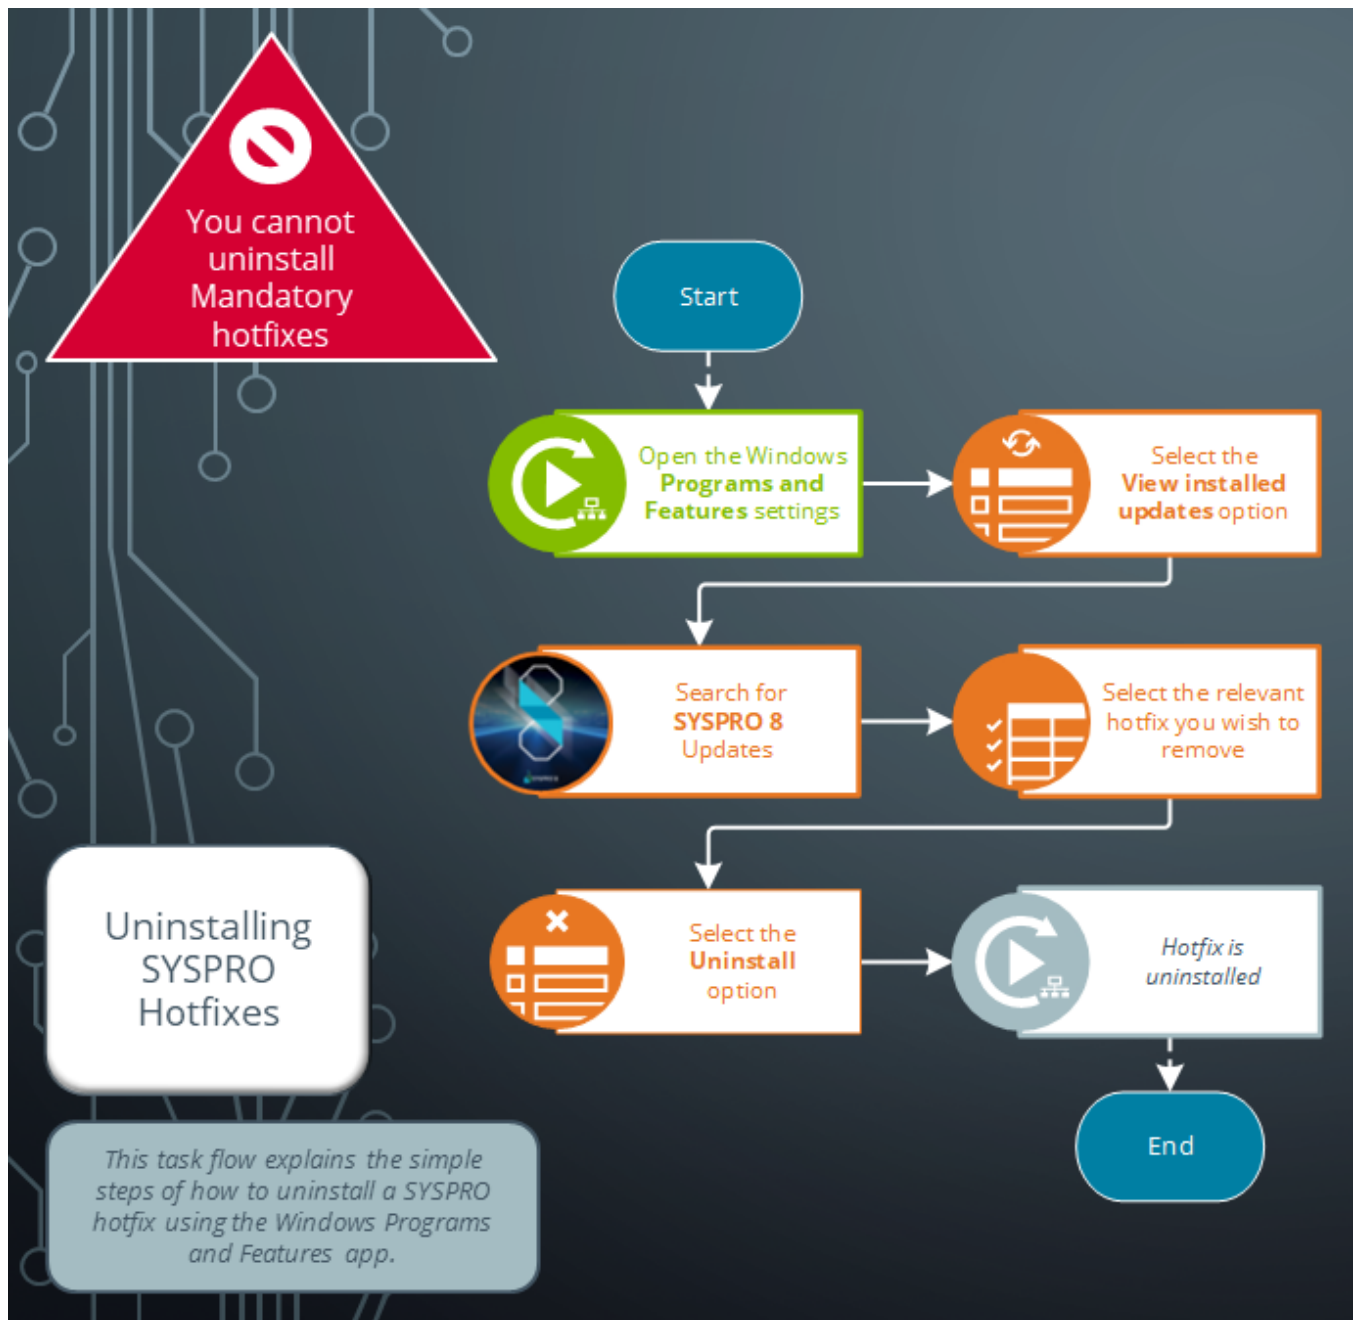 You cannot
uninstall
Mandatory
hotfixes
Start
Open the Windows
Programs and
Features settings
Select the
View installed
updates option
Search for
SYSPRO 8
Updates
Select the relevant
hotfix you wish to
remove
Select the
Uninstall
option
Hotfix is
uninstalled
End
Uninstalling
SYSPRO
Hotfixes
This task flow explains the simple
steps of how to uninstall a SYSPRO
hotfix using the Windows Programs
and Features app.